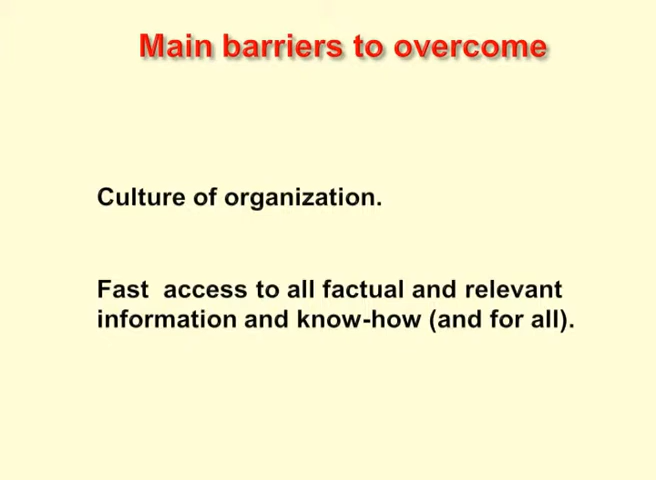 Main barriers to overcome
Culture of organization.
Fast  access to all factual and relevant
information and know-how (and for all).